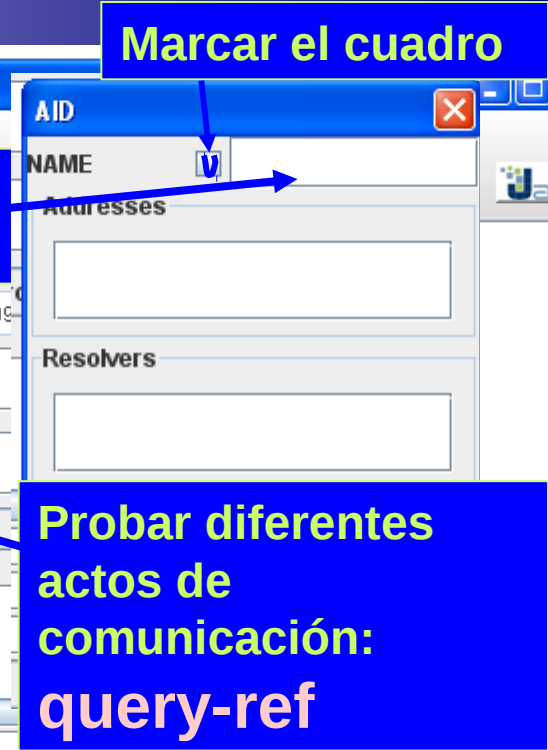 Marcar el cuadro
AID
NAME
Addresses
Resolvers
Probar diferentes
actos de
comunicación:
query-ref